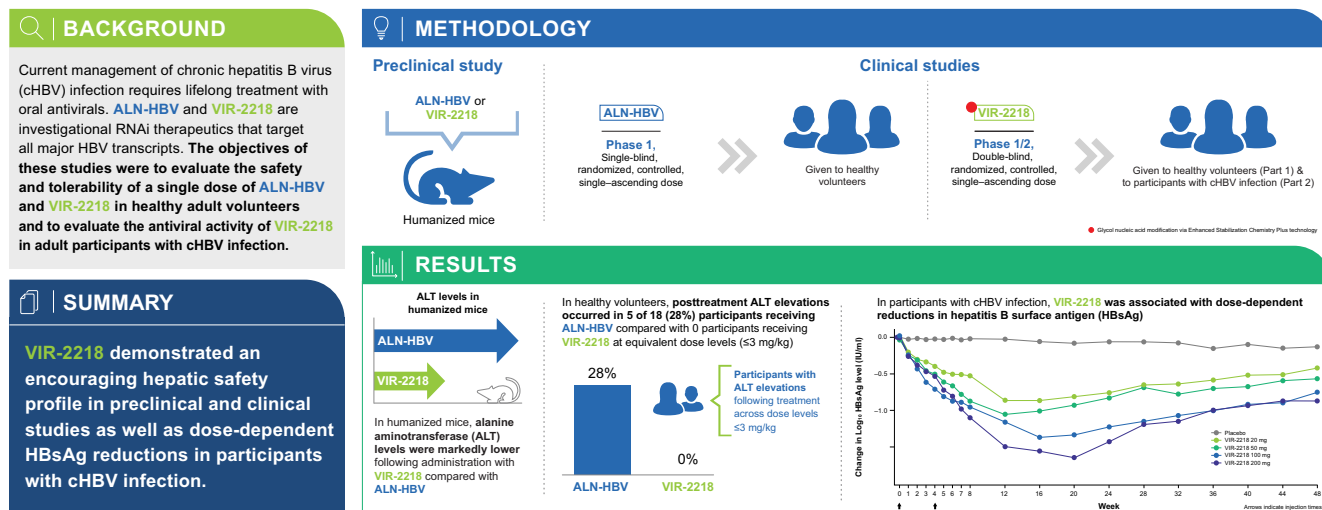 BACKGROUND
Current management of chronic hepatitis B virus
(cHBV) infection requires lifelong treatment with
oral antivirals. ALN-HBV and VIR-2218 are
investigational RNAi therapeutics that target
all major HBV transcripts. The objectives of
these studies were to evaluate the safety
and tolerability of a single dose of ALN-HBV
and VIR-2218 in healthy adult volunteers
and to evaluate the antiviral activity of VIR-2218
in adult participants with cHBV infection.
SUMMARY
VIR-2218 demonstrated an
encouraging hepatic safety
profile in preclinical and clinical
studies as well as dose-dependent
HBsAg reductions in participants
with cHBV infection.
METHODOLOGY
Preclinical study
ALN-HBV or
VIR-2218
Humanized mice
Clinical studies
ALN-HBV
Phase 1,
Single-blind,
randomized, controlled,
single–ascending dose
Given to healthy
volunteers
VIR-2218
Phase 1/2,
Double-blind,
randomized, controlled,
single–ascending dose
Given to healthy volunteers (Part 1) &
to participants with cHBV infection (Part 2)
Glycol nucleic acid modification via Enhanced Stabilization Chemistry Plus technology
RESULTS
ALT levels in
humanized mice
ALN-HBV
VIR-2218
In humanized mice, alanine
aminotransferase (ALT)
levels were markedly lower
following administration with
VIR-2218 compared with
ALN-HBV
In healthy volunteers, posttreatment ALT elevations
occurred in 5 of 18 (28%) participants receiving
ALN-HBV compared with 0 participants receiving
VIR-2218 at equivalent dose levels (≤3 mg/kg)
28%
0%
ALN-HBV
VIR-2218
Participants with
ALT elevations
following treatment
across dose levels
≤3 mg/kg
In participants with cHBV infection, VIR-2218 was associated with dose-dependent
reductions in hepatitis B surface antigen (HBsAg)
Change in Log₁₀ HBsAg level (IU/ml)
0.0
−0.5
−1.0
Placebo
VIR-2218 20 mg
VIR-2218 50 mg
VIR-2218 100 mg
VIR-2218 200 mg
0 1 2 3 4 5 6 7 8 12 16 20 24 28 32 36 40 44 48
Week
Arrows indicate injection times